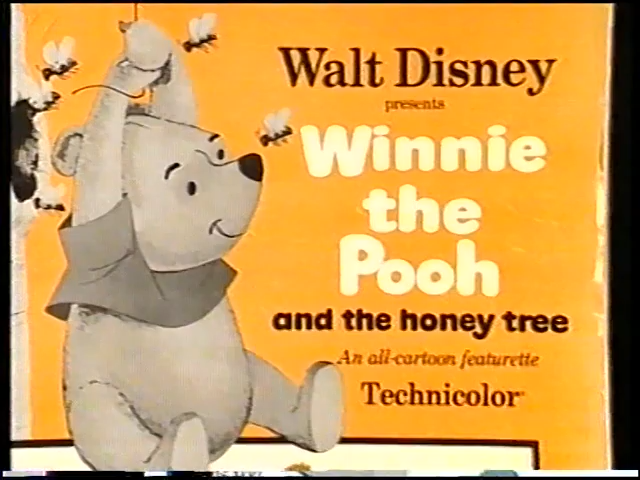 Walt Disney
presents
Winnie
the
Pooh
and the honey tree
An all-cartoon featurette
Technicolor